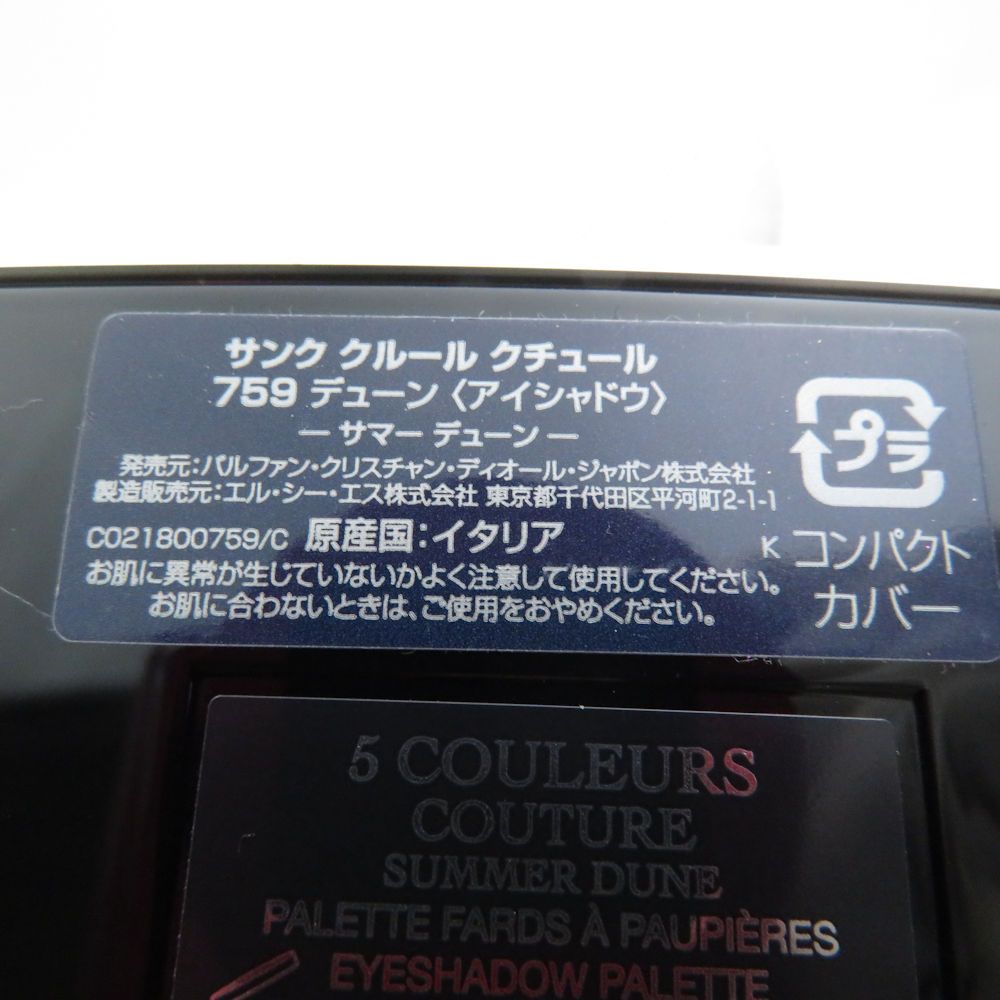 サンク クルール クチュール
759 デューン〈アイシャドウ〉
― サマー デューン ―
発売元：パルファン・クリスチャン・ディオール・ジャポン株式会社
製造販売元：エル・シー・エス株式会社 東京都千代田区平河町2-1-1
C021800759/C 原産国：イタリア
K
お肌に異常が生じていないかよく注意して使用してください。
お肌に合わないときは、ご使用をおやめください。
プラ
コンパクト
カバー
5 COULEURS
COUTURE
SUMMER DUNE
PALETTE FARDS À PAUPIÈRES
EYESHADOW PALETTE